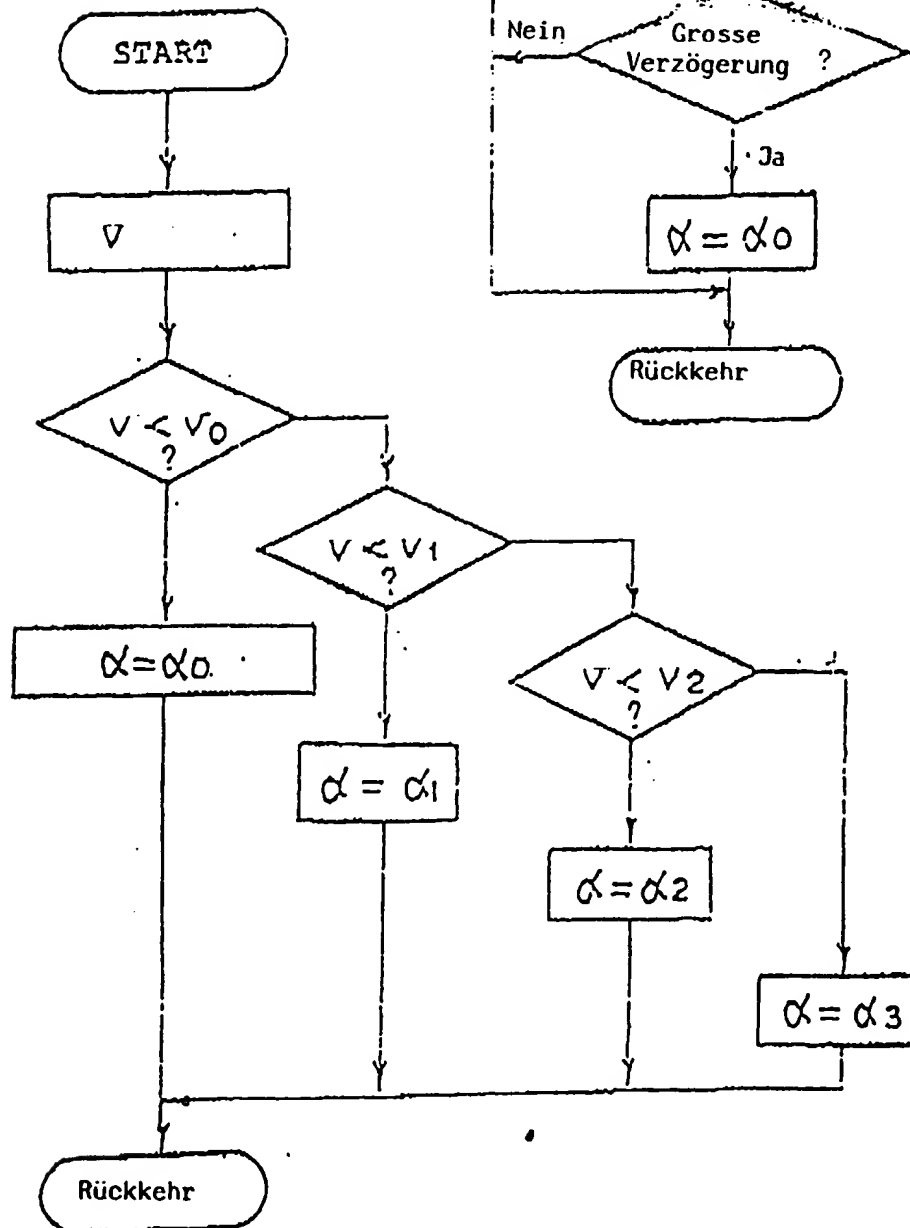 START
V
V < V0
?
α = α0
V < V1
?
α = α1
V < V2
?
α = α2
α = α3
Rückkehr
Nein
Grosse
Verzögerung ?
Ja
α = α0
Rückkehr